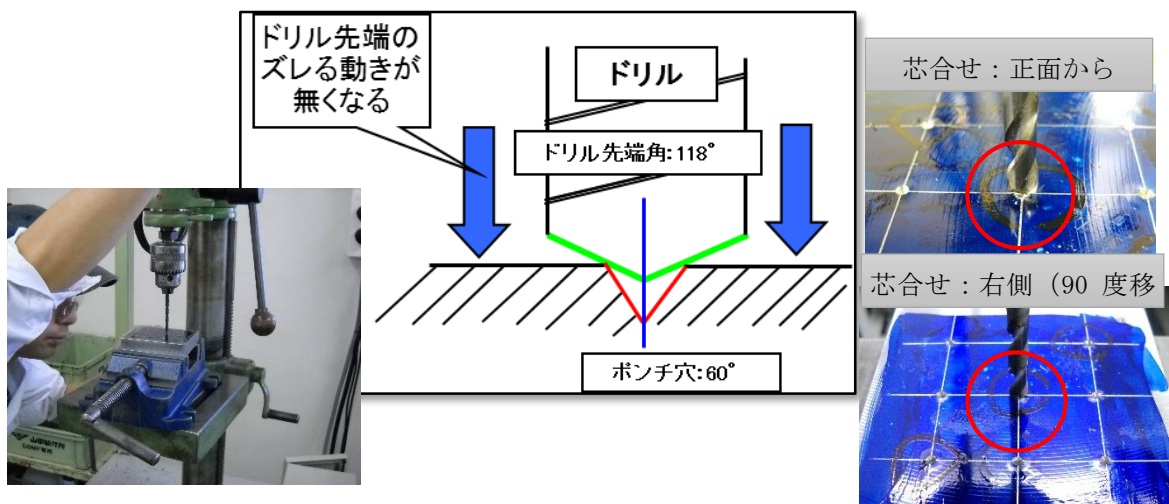 ドリル先端の
ズレる動きが
無くなる
ドリル
ドリル先端角:118°
ポンチ穴:60°
芯合せ：正面から
芯合せ：右側（90 度移